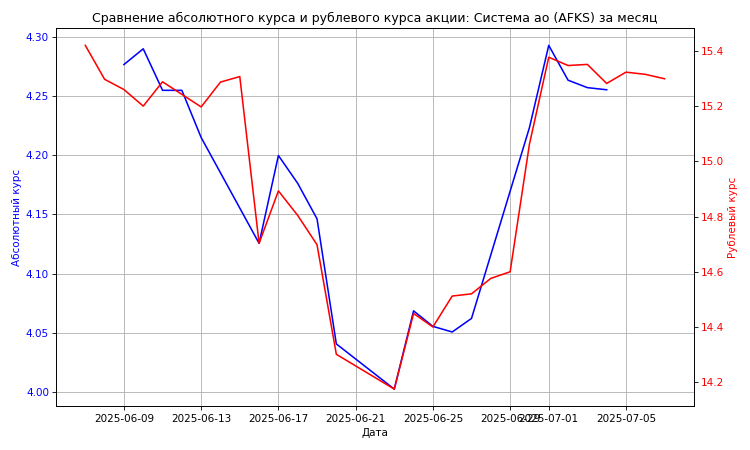 Сравнение абсолютного курса и рублевого курса акции: Система ао (AFKS) за месяц
4.30
4.25
4.20
4.15
4.10
4.05
4.00
Абсолютный курс
15.4
15.2
15.0
14.8
14.6
14.4
14.2
Рублевый курс
2025-06-09 2025-06-13 2025-06-17 2025-06-21 2025-06-25 2025-06-29 2025-07-01 2025-07-05
Дата